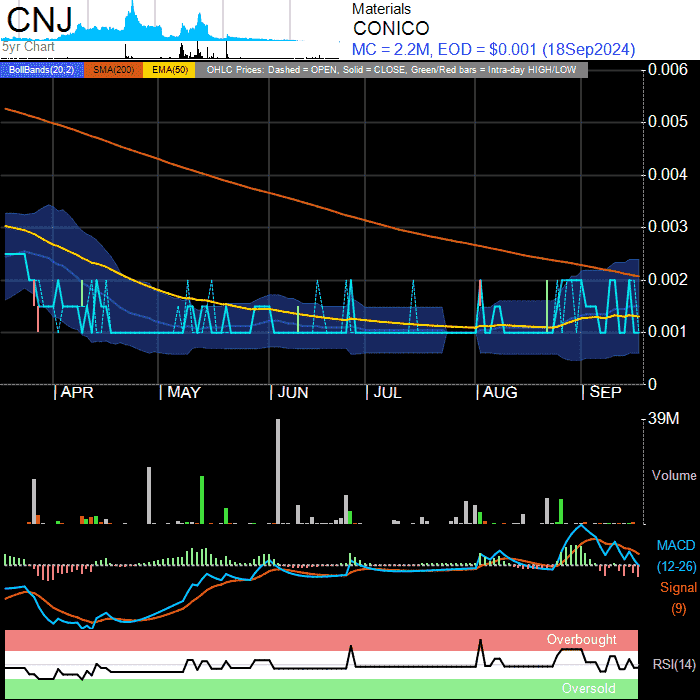 CNJ
5yr Chart
Materials
CONICO
MC = 2.2M, EOD = $0.001 (18Sep2024)
BollBands(20,2) SMA(200) EMA(50) OHLC Prices: Dashed = OPEN, Solid = CLOSE, Green/Red bars = Intra-day HIGH/LOW
0.006
0.005
0.004
0.003
0.002
0.001
0
APR MAY JUN JUL AUG SEP
39M
Volume
MACD
(12-26)
Signal
(9)
Overbought
RSI(14)
Oversold